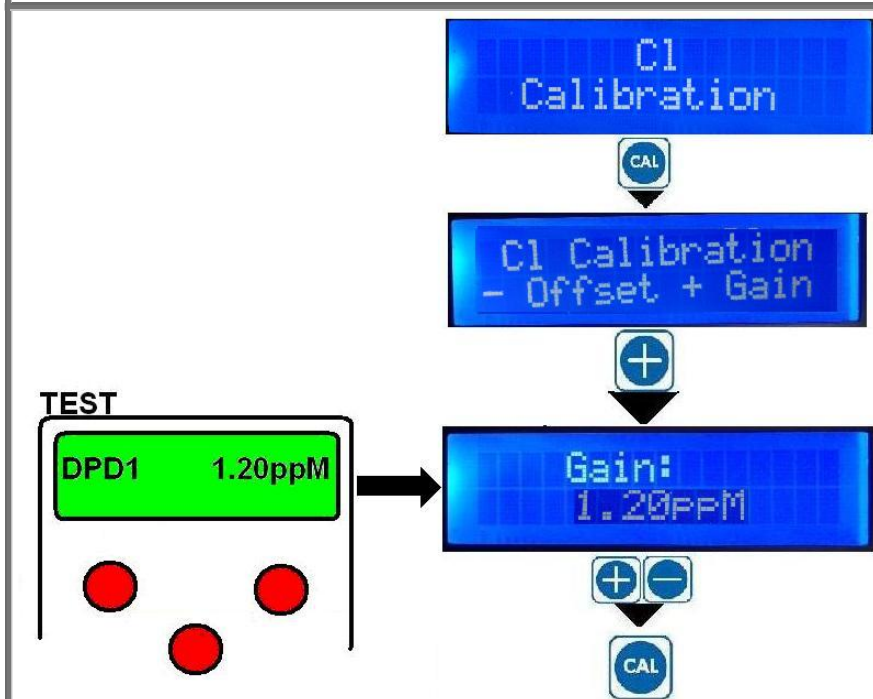 Cl
Calibration
CAL
Cl Calibration
- Offset + Gain
+
TEST
DPD1 1.20ppM
Gain:
1.20ppM
+ -
CAL